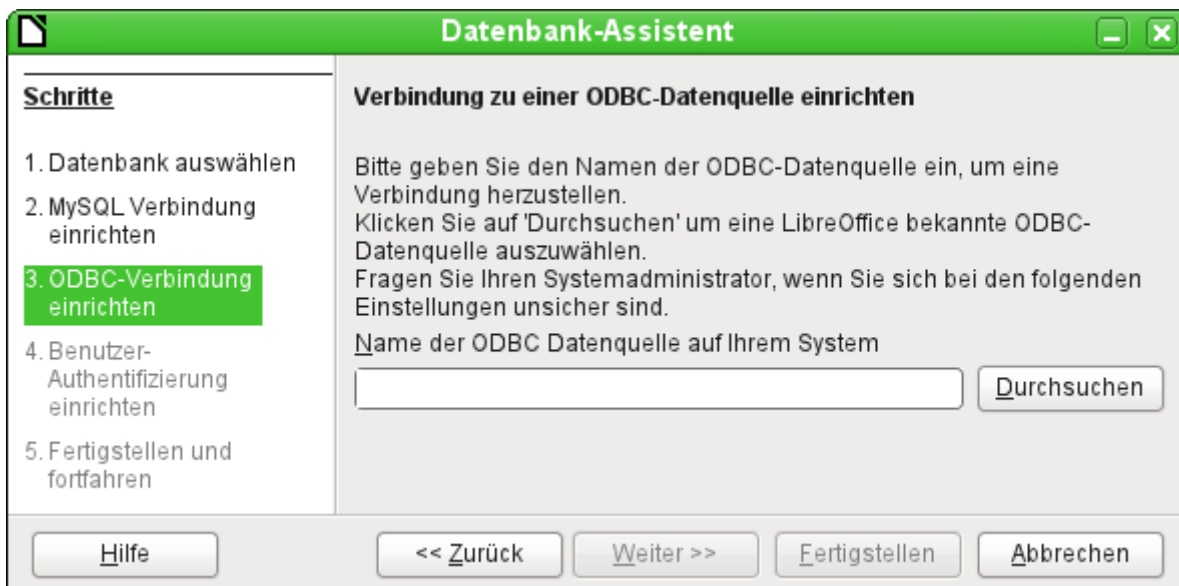 Datenbank-Assistent
Schritte
1. Datenbank auswählen
2. MySQL Verbindung
einrichten
3. ODBC-Verbindung
einrichten
4. Benutzer-
Authentifizierung
einrichten
5. Fertigstellen und
fortfahren
Verbindung zu einer ODBC-Datenquelle einrichten
Bitte geben Sie den Namen der ODBC-Datenquelle ein, um eine
Verbindung herzustellen.
Klicken Sie auf 'Durchsuchen' um eine LibreOffice bekannte ODBC-
Datenquelle auszuwählen.
Fragen Sie Ihren Systemadministrator, wenn Sie sich bei den folgenden
Einstellungen unsicher sind.
Name der ODBC Datenquelle auf Ihrem System
Durchsuchen
Hilfe
<< Zurück
Weiter >>
Fertigstellen
Abbrechen